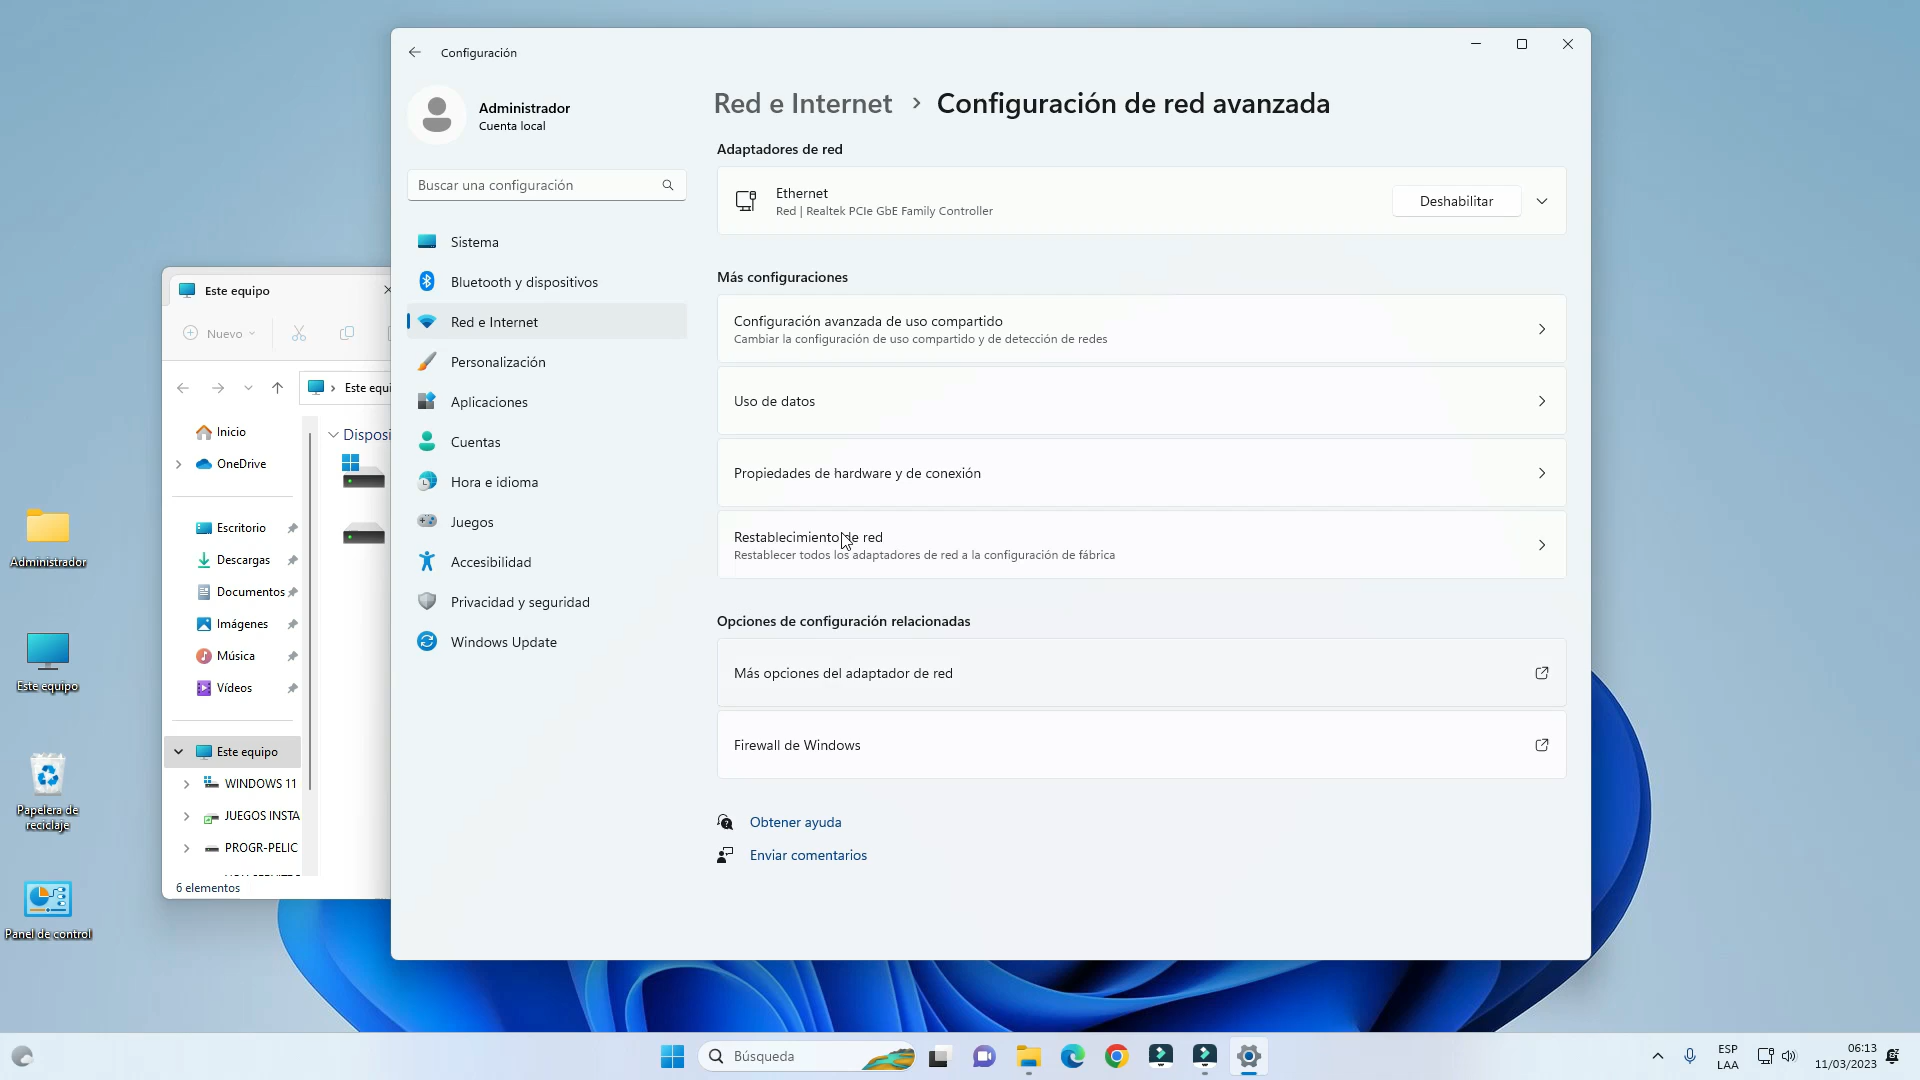 Configuración
Administrador
Cuenta local
Buscar una configuración
Sistema
Bluetooth y dispositivos
Red e Internet
Personalización
Aplicaciones
Cuentas
Hora e idioma
Juegos
Accesibilidad
Privacidad y seguridad
Windows Update
Red e Internet > Configuración de red avanzada
Adaptadores de red
Ethernet
Red | Realtek PCIe GbE Family Controller
Deshabilitar
Más configuraciones
Configuración avanzada de uso compartido
Cambiar la configuración de uso compartido y de detección de redes
Uso de datos
Propiedades de hardware y de conexión
Restablecimiento de red
Restablecer todos los adaptadores de red a la configuración de fábrica
Opciones de configuración relacionadas
Más opciones del adaptador de red
Firewall de Windows
Obtener ayuda
Enviar comentarios
Este equipo
Nuevo
Este equi
Inicio
OneDrive
Escritorio
Descargas
Documentos
Imágenes
Música
Vídeos
Este equipo
WINDOWS 11
JUEGOS INSTA
PROGR-PELIC
6 elementos
Disposi
Administrador
Este equipo
Papelera de
reciclaje
Panel de control
Búsqueda
ESP
LAA
06:13
11/03/2023